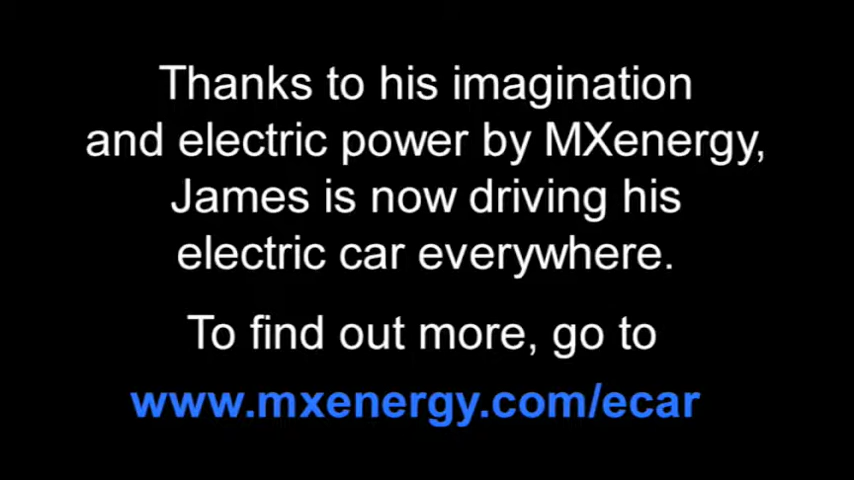 Thanks to his imagination
and electric power by MXenergy,
James is now driving his
electric car everywhere.
To find out more, go to
www.mxenergy.com/ecar